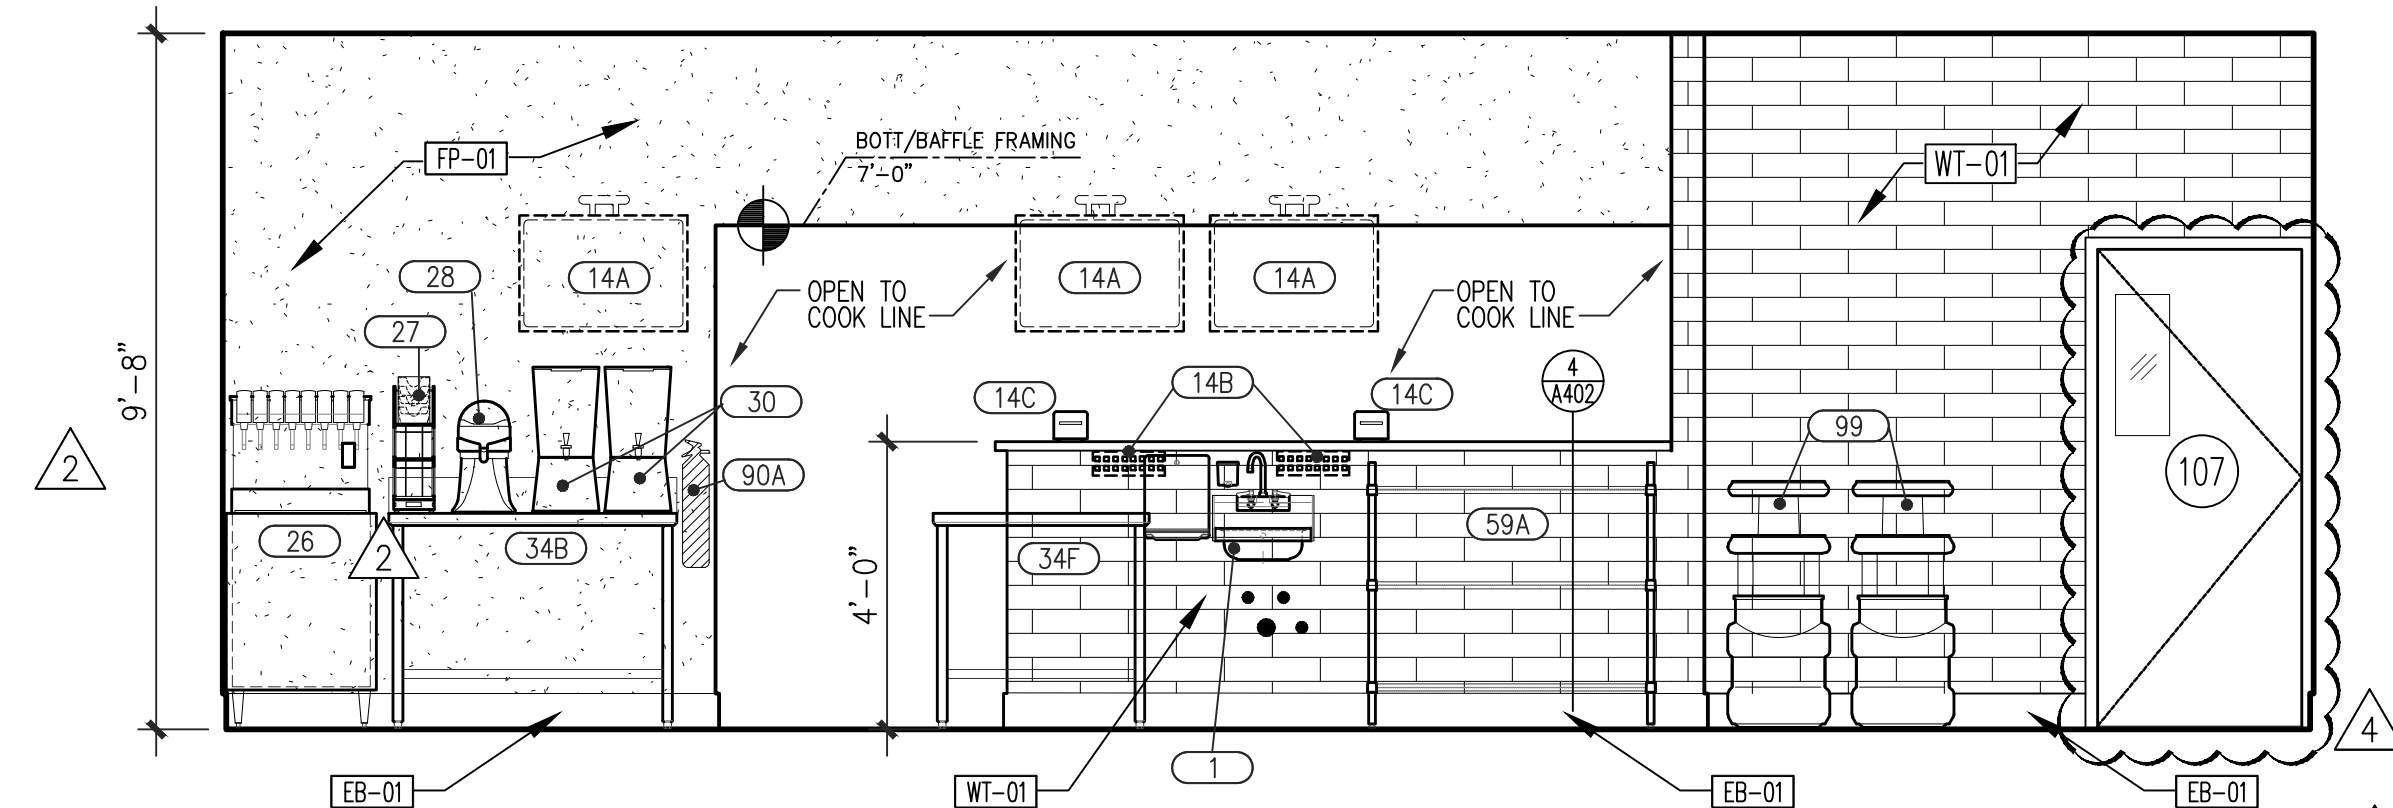 BOTT/BAFFLE FRAMING
7'-0"
FP-01
WT-01
9'-8"
28
14A
14A
14A
OPEN TO
COOK LINE
OPEN TO
COOK LINE
27
4
A402
14C
14B
14C
30
99
2
90A
107
26
2
34B
34F
59A
4'-0"
4
1
EB-01
WT-01
EB-01
EB-01